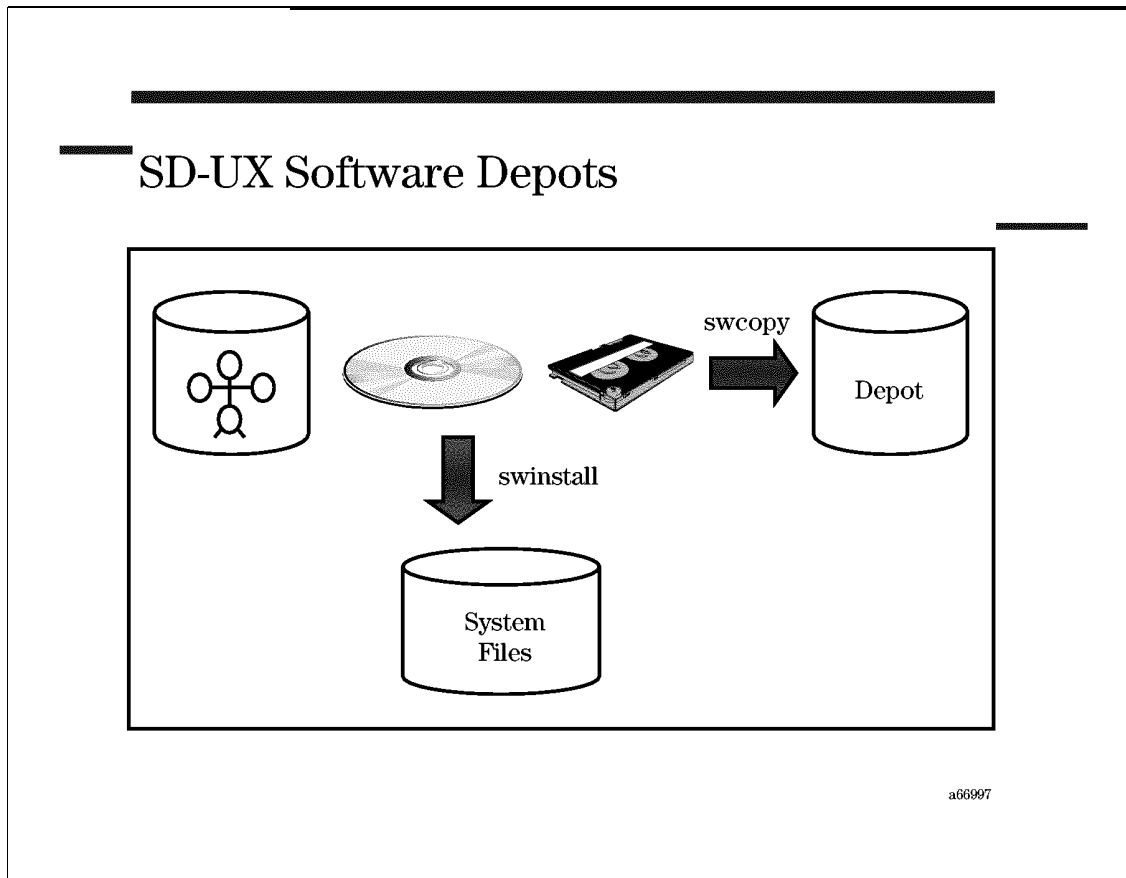 SD-UX Software Depots
swcopy
Depot
swinstall
System
Files
a66997